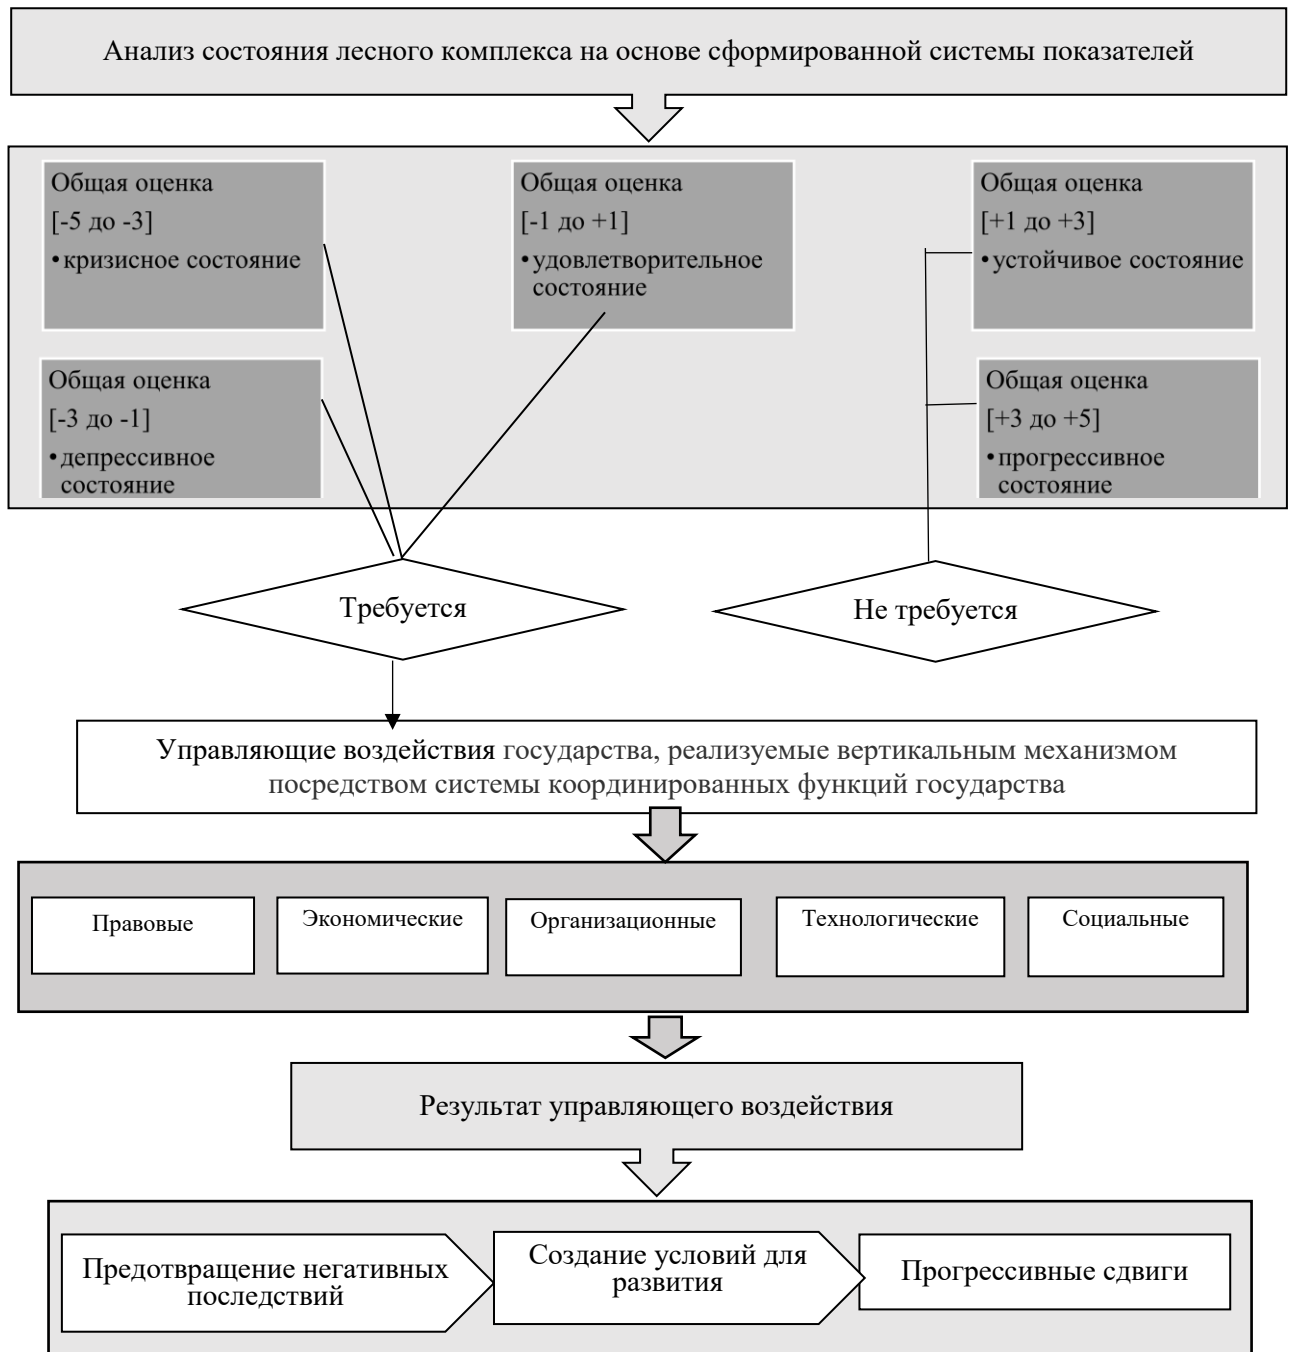 Анализ состояния лесного комплекса на основе сформированной системы показателей
Общая оценка
[-5 до -3]
•кризисное состояние
Общая оценка
[-1 до +1]
•удовлетворительное
состояние
Общая оценка
[+1 до +3]
•устойчивое состояние
Общая оценка
[-3 до -1]
•депрессивное
состояние
Общая оценка
[+3 до +5]
•прогрессивное
состояние
Требуется
Не требуется
Управляющие воздействия государства, реализуемые вертикальным механизмом
посредством системы координированных функций государства
Правовые
Экономические
Организационные
Технологические
Социальные
Результат управляющего воздействия
Предотвращение негативных
последствий
Создание условий для
развития
Прогрессивные сдвиги